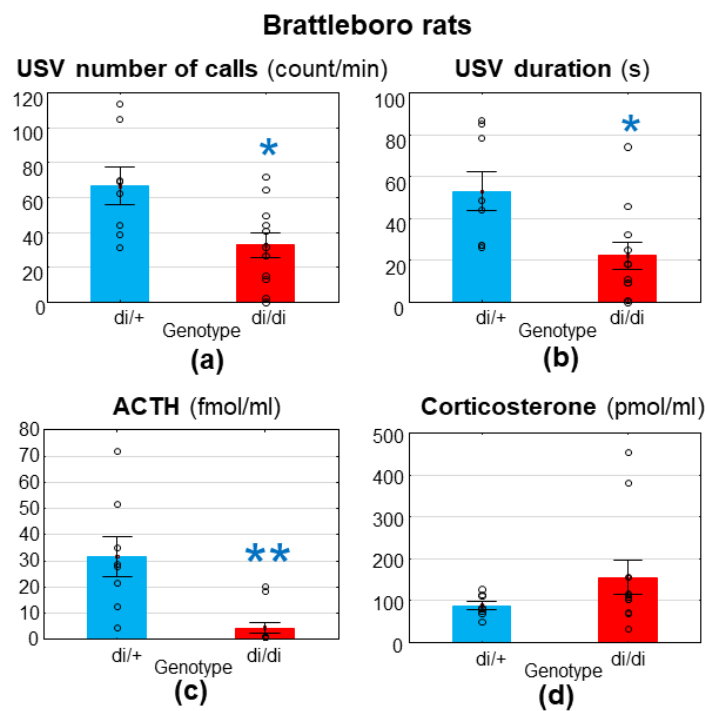 Brattleboro rats
USV number of calls (count/min)
120
100
80
60
40
20
0
*
di/+
di/di
Genotype
(a)
USV duration (s)
100
80
60
40
20
0
*
di/+
di/di
Genotype
(b)
ACTH (fmol/ml)
80
70
60
50
40
30
20
10
0
**
di/+
di/di
Genotype
(c)
Corticosterone (pmol/ml)
500
400
300
200
100
0
di/+
di/di
Genotype
(d)